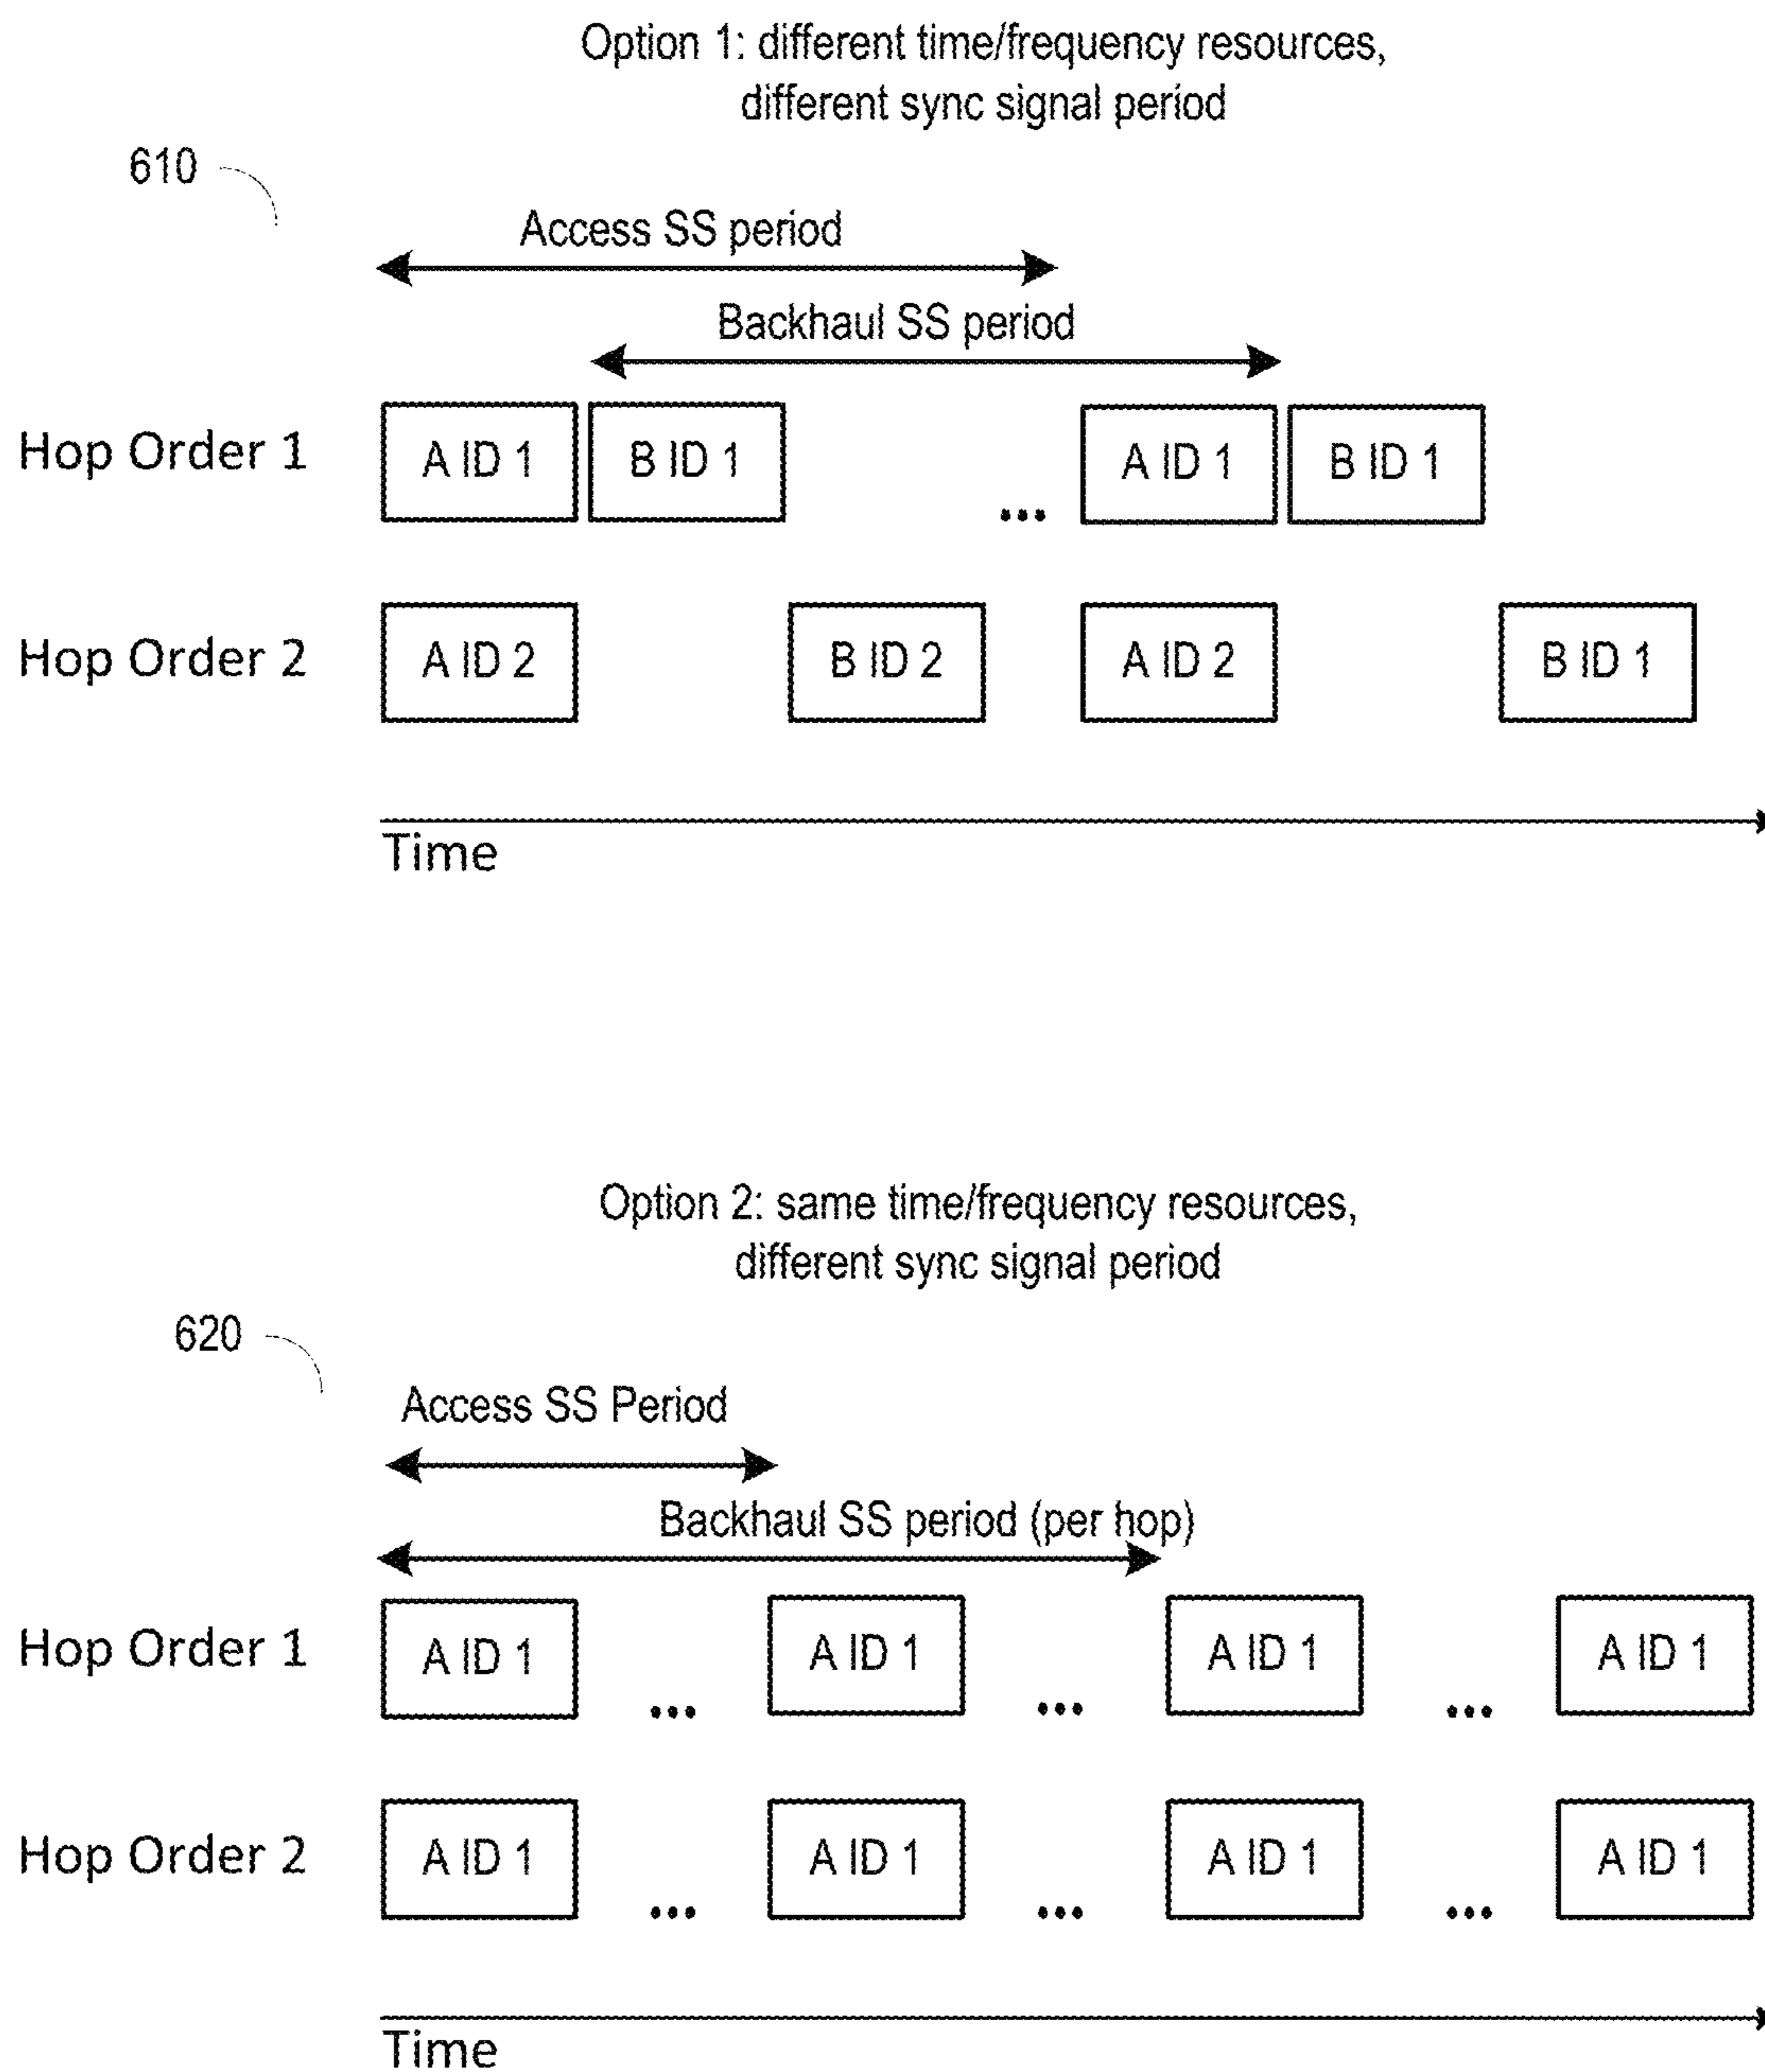 Option 1: different time/frequency resources,
different sync signal period
610
Access SS period
Backhaul SS period
Hop Order 1 A ID 1 B ID 1 ... A ID 1 B ID 1
Hop Order 2 A ID 2 B ID 2 A ID 2 B ID 1
Time
Option 2: same time/frequency resources,
different sync signal period
620
Access SS Period
Backhaul SS period (per hop)
Hop Order 1 A ID 1 ... A ID 1 ... A ID 1 ... A ID 1
Hop Order 2 A ID 1 ... A ID 1 ... A ID 1 ... A ID 1
Time